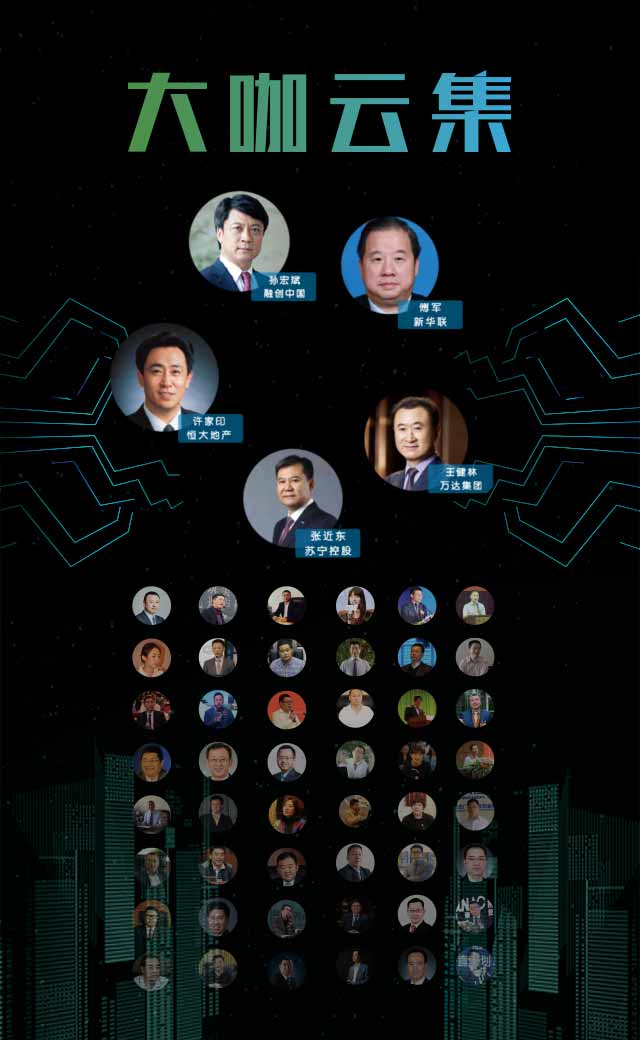 大咖云集
孙宏斌
融创中国
傅军
新华联
许家印
恒大地产
王健林
万达集团
张近东
苏宁控股